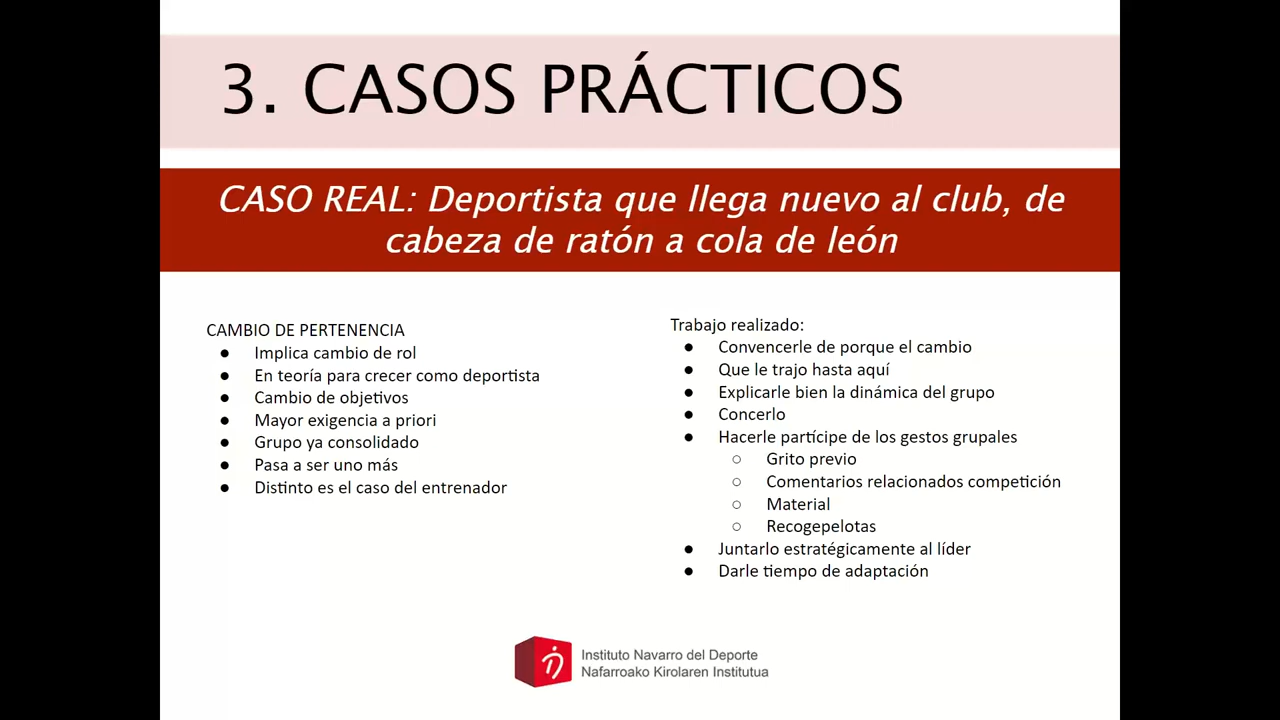 3. CASOS PRÁCTICOS
CASO REAL: Deportista que llega nuevo al club, de
cabeza de ratón a cola de león
CAMBIO DE PERTENENCIA
● Implica cambio de rol
● En teoría para crecer como deportista
● Cambio de objetivos
● Mayor exigencia a priori
● Grupo ya consolidado
● Pasa a ser uno más
● Distinto es el caso del entrenador
Trabajo realizado:
● Convencerle de porque el cambio
● Que le trajo hasta aquí
● Explicarle bien la dinámica del grupo
● Concerlo
● Hacerle partícipe de los gestos grupales
○ Grito previo
○ Comentarios relacionados competición
○ Material
○ Recogepelotas
● Juntarlo estratégicamente al líder
● Darle tiempo de adaptación
Instituto Navarro del Deporte
Nafarroako Kirolaren Institutua